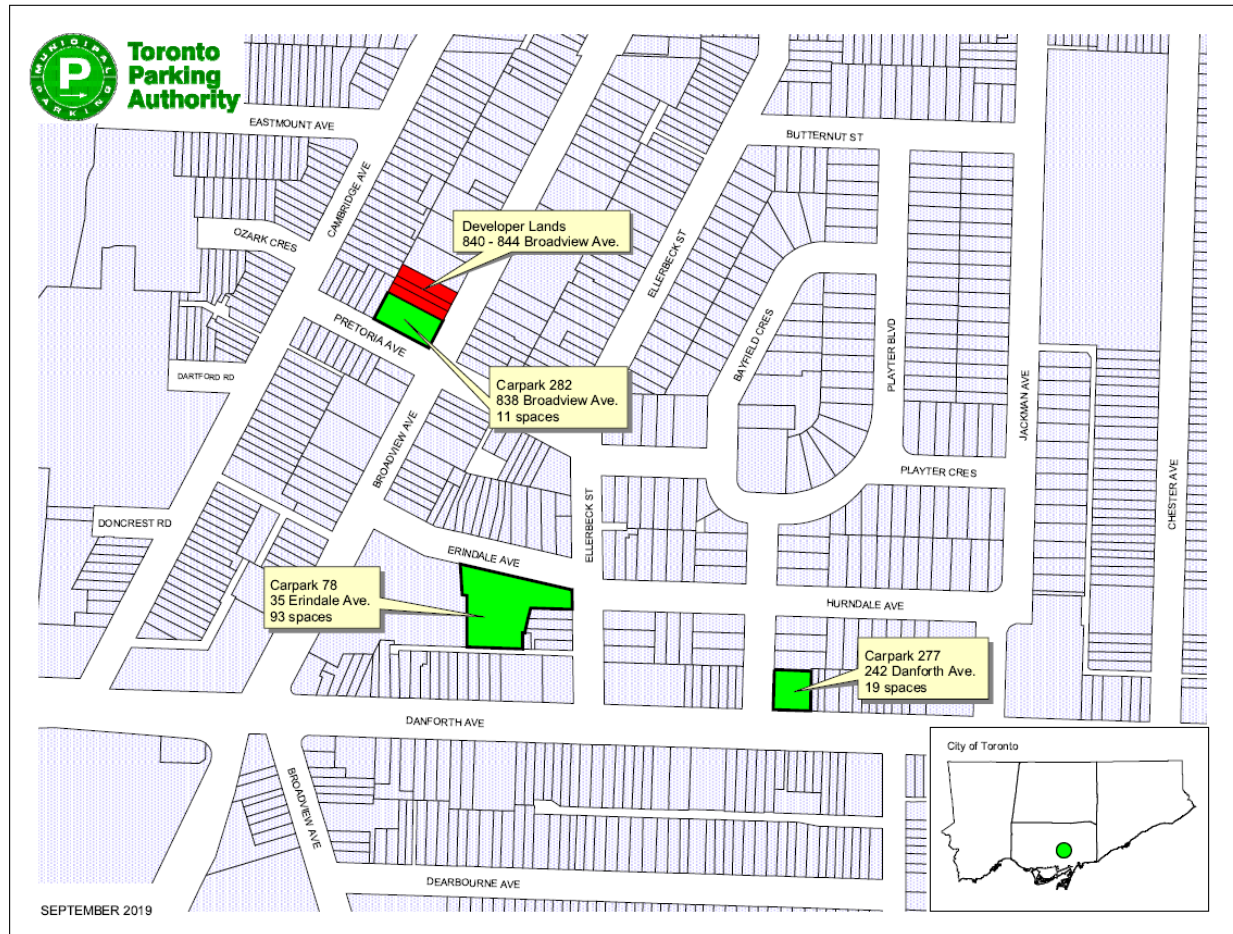 MUNICIPAL
P
PARKING
Toronto
Parking
Authority
EASTMOUNT AVE
BUTTERNUT ST
CAMBRIDGE AVE
OZARK CRES
Developer Lands
840 - 844 Broadview Ave.
ELLERBECK ST
PRETORIA AVE
BAYFIELD CRES
PLAYTER BLVD
DARTFORD RD
Carpark 282
838 Broadview Ave.
11 spaces
JACKMAN AVE
BROADVIEW AVE
PLAYTER CRES
CHESTER AVE
DONCREST RD
ELLERBECK ST
ERINDALE AVE
Carpark 78
35 Erindale Ave.
93 spaces
HURNDALE AVE
Carpark 277
242 Danforth Ave.
19 spaces
DANFORTH AVE
City of Toronto
BROADVIEW AVE
DEARBOURNE AVE
SEPTEMBER 2019